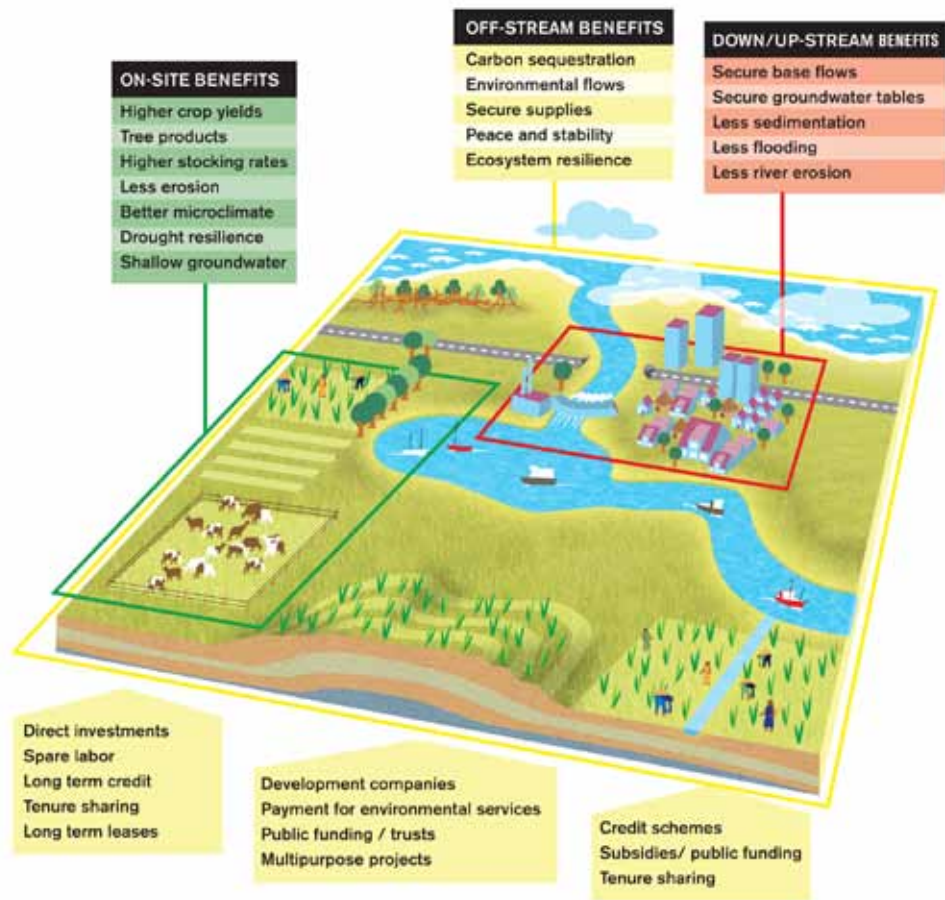 ON-SITE BENEFITS
Higher crop yields
Tree products
Higher stocking rates
Less erosion
Better microclimate
Drought resilience
Shallow groundwater
OFF-STREAM BENEFITS
Carbon sequestration
Environmental flows
Secure supplies
Peace and stability
Ecosystem resilience
DOWN/UP-STREAM BENEFITS
Secure base flows
Secure groundwater tables
Less sedimentation
Less flooding
Less river erosion
Direct investments
Spare labor
Long term credit
Tenure sharing
Long term leases
Development companies
Payment for environmental services
Public funding / trusts
Multipurpose projects
Credit schemes
Subsidies/ public funding
Tenure sharing